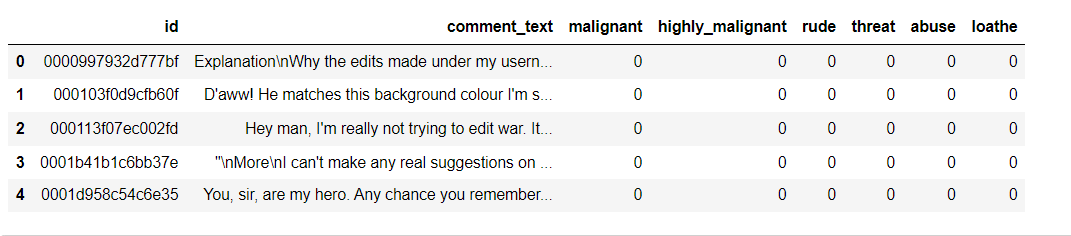 id comment_text malignant highly_malignant rude threat abuse loathe
0 0000997932d777bf Explanation\nWhy the edits made under my usern... 0 0 0 0 0 0
1 000103f0d9cfb60f D'aww! He matches this background colour I'm s... 0 0 0 0 0 0
2 000113f07ec002fd Hey man, I'm really not trying to edit war. It... 0 0 0 0 0 0
3 0001b41b1c6bb37e "\nMore\nI can't make any real suggestions on ... 0 0 0 0 0 0
4 0001d958c54c6e35 You, sir, are my hero. Any chance you remember... 0 0 0 0 0 0